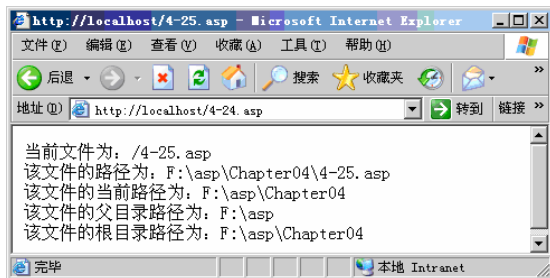 http://localhost/4-25.asp - Microsoft Internet Explorer
文件(F) 编辑(E) 查看(V) 收藏(A) 工具(T) 帮助(H)
后退 搜索 收藏夹 »
地址(D) http://localhost/4-24.asp 转到 链接 »
当前文件为：/4-25.asp
该文件的路径为：F:\asp\Chapter04\4-25.asp
该文件的当前路径为：F:\asp\Chapter04
该文件的父目录路径为：F:\asp
该文件的根目录路径为：F:\asp\Chapter04
完毕 本地 Intranet